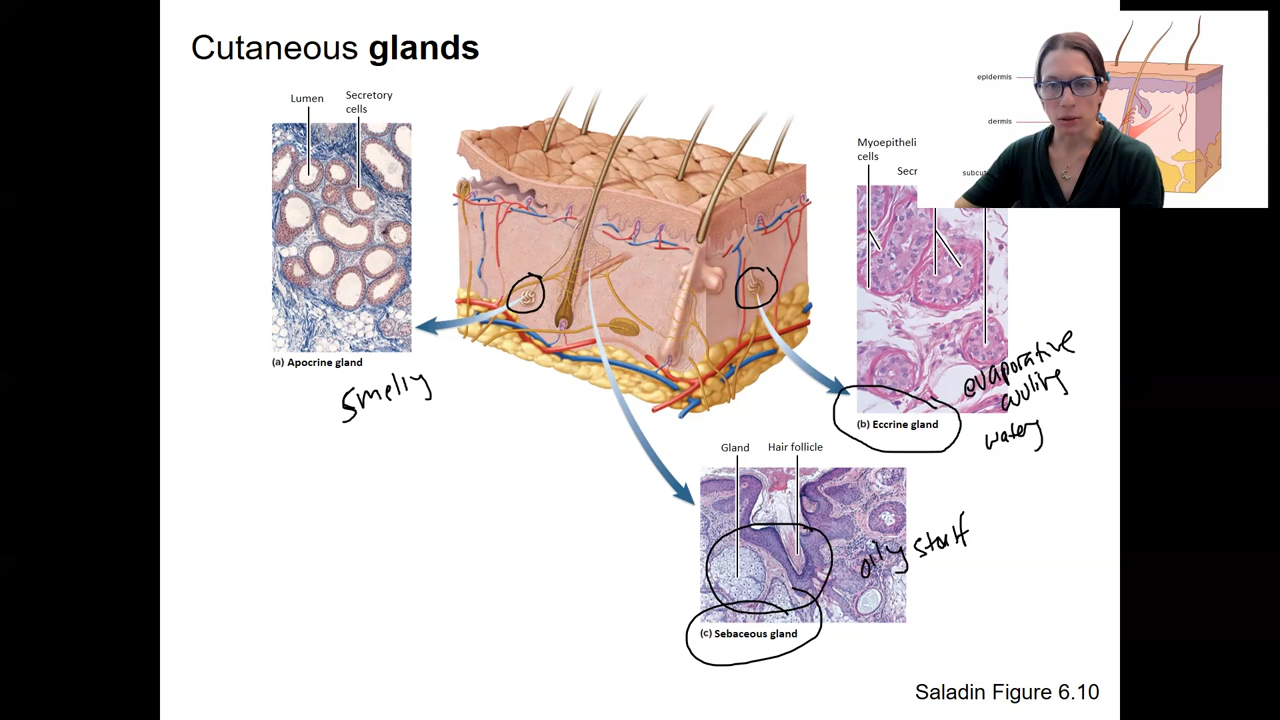 Cutaneous glands
epidermis
dermis
Lumen
Secretory
cells
Myoepitheli
cells
Secr
subcu
(a) Apocrine gland
smelly
evaporative
cooling
watery
(b) Eccrine gland
Gland
Hair follicle
oily stuff
(c) Sebaceous gland
Saladin Figure 6.10